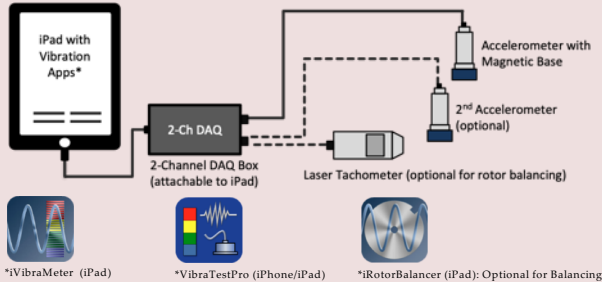 iPad with
Vibration
Apps*
Accelerometer with
Magnetic Base
2nd Accelerometer
(optional)
2-Ch DAQ
2-Channel DAQ Box
(attachable to iPad)
Laser Tachometer (optional for rotor balancing)
*iVibraMeter (iPad)
*VibraTestPro (iPhone/iPad)
*iRotorBalancer (iPad): Optional for Balancing